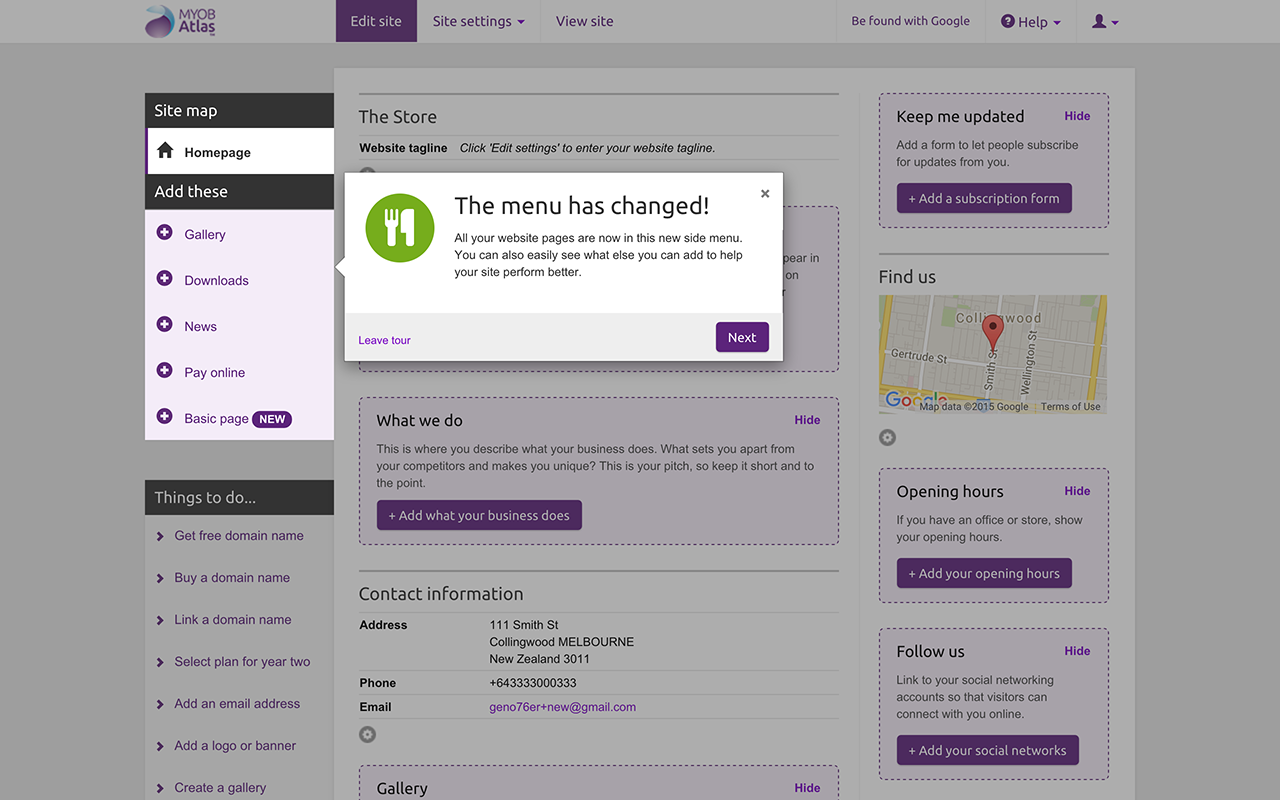 MYOB
Atlas
Edit site
Site settings
View site
Be found with Google
Help
Site map
Homepage
Add these
Gallery
Downloads
News
Pay online
Basic page NEW
Things to do...
Get free domain name
Buy a domain name
Link a domain name
Select plan for year two
Add an email address
Add a logo or banner
Create a gallery
The Store
Website tagline Click 'Edit settings' to enter your website tagline.
The menu has changed!
×
All your website pages are now in this new side menu.
You can also easily see what else you can add to help
your site perform better.
Leave tour
Next
pear in
on
What we do
Hide
This is where you describe what your business does. What sets you apart from
your competitors and makes you unique? This is your pitch, so keep it short and to
the point.
+ Add what your business does
Contact information
Address 111 Smith St
Collingwood MELBOURNE
New Zealand 3011
Phone +643333000333
Email geno76er+new@gmail.com
Gallery
Hide
Keep me updated
Hide
Add a form to let people subscribe
for updates from you.
+ Add a subscription form
Find us
Collingwood
Gertrude St
Smith St
Wellington St
Google
Map data ©2015 Google
Terms of Use
Opening hours
Hide
If you have an office or store, show
your opening hours.
+ Add your opening hours
Follow us
Hide
Link to your social networking
accounts so that visitors can
connect with you online.
+ Add your social networks